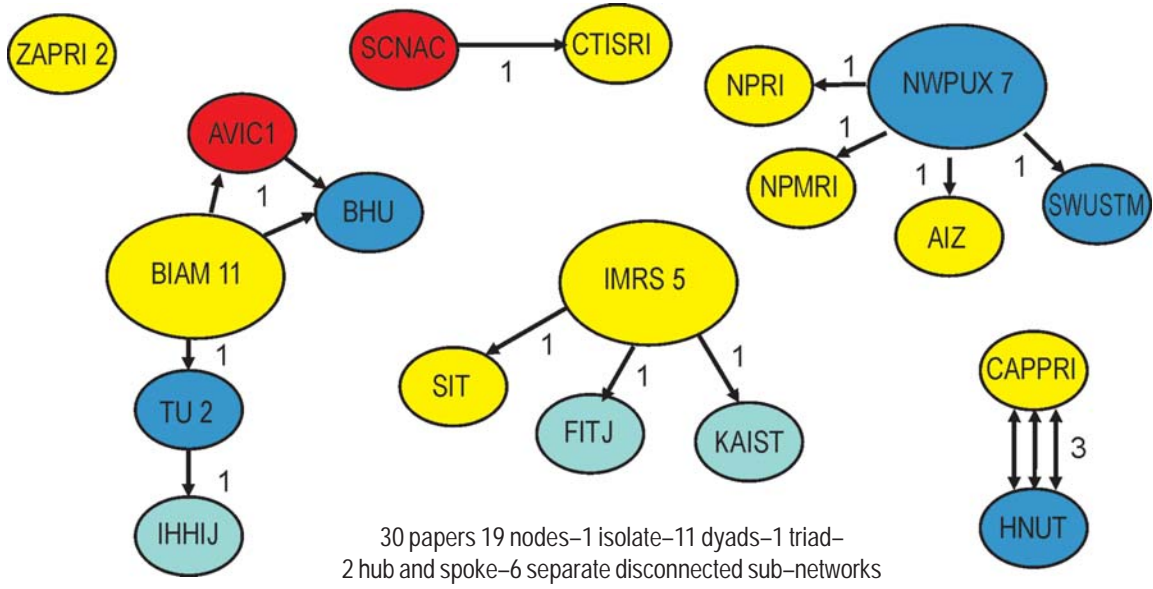 ZAPRI 2
SCNAC
1
CTISRI
NPRI
1
NWPUX 7
1
NPMRI
1
AIZ
1
SWUSTM
AVIC1
1
BHU
BIAM 11
1
TU 2
1
IHHIJ
IMRS 5
1
SIT
1
FITJ
1
KAIST
CAPPRI
3
HNUT
30 papers 19 nodes–1 isolate–11 dyads–1 triad–
2 hub and spoke–6 separate disconnected sub–networks